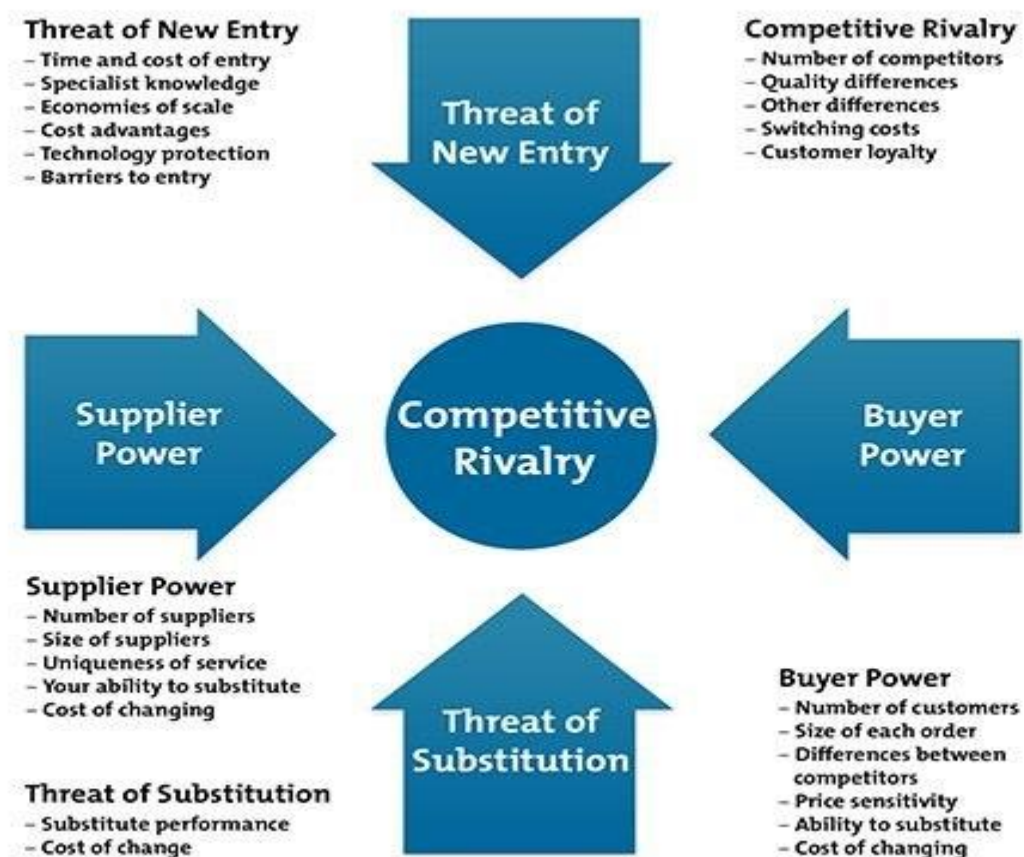 Threat of New Entry
– Time and cost of entry
– Specialist knowledge
– Economies of scale
– Cost advantages
– Technology protection
– Barriers to entry
Threat of
New Entry
Competitive Rivalry
– Number of competitors
– Quality differences
– Other differences
– Switching costs
– Customer loyalty
Supplier
Power
Competitive
Rivalry
Buyer
Power
Supplier Power
– Number of suppliers
– Size of suppliers
– Uniqueness of service
– Your ability to substitute
– Cost of changing
Threat of Substitution
– Substitute performance
– Cost of change
Threat of
Substitution
Buyer Power
– Number of customers
– Size of each order
– Differences between
competitors
– Price sensitivity
– Ability to substitute
– Cost of changing